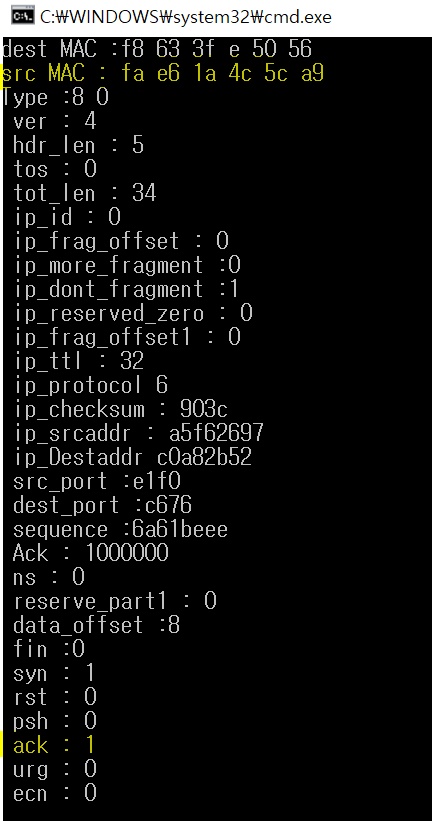 C:₩WINDOWS₩system32₩cmd.exe
dest MAC :f8 63 3f e 50 56
src MAC : fa e6 1a 4c 5c a9
Type :8 0
ver : 4
hdr_len : 5
tos : 0
tot_len : 34
ip_id : 0
ip_frag_offset : 0
ip_more_fragment :0
ip_dont_fragment :1
ip_reserved_zero : 0
ip_frag_offset1 : 0
ip_ttl : 32
ip_protocol 6
ip_checksum : 903c
ip_srcaddr : a5f62697
ip_Destaddr c0a82b52
src_port :e1f0
dest_port :c676
sequence :6a61beee
Ack : 1000000
ns : 0
reserve_part1 : 0
data_offset :8
fin :0
syn : 1
rst : 0
psh : 0
ack : 1
urg : 0
ecn : 0